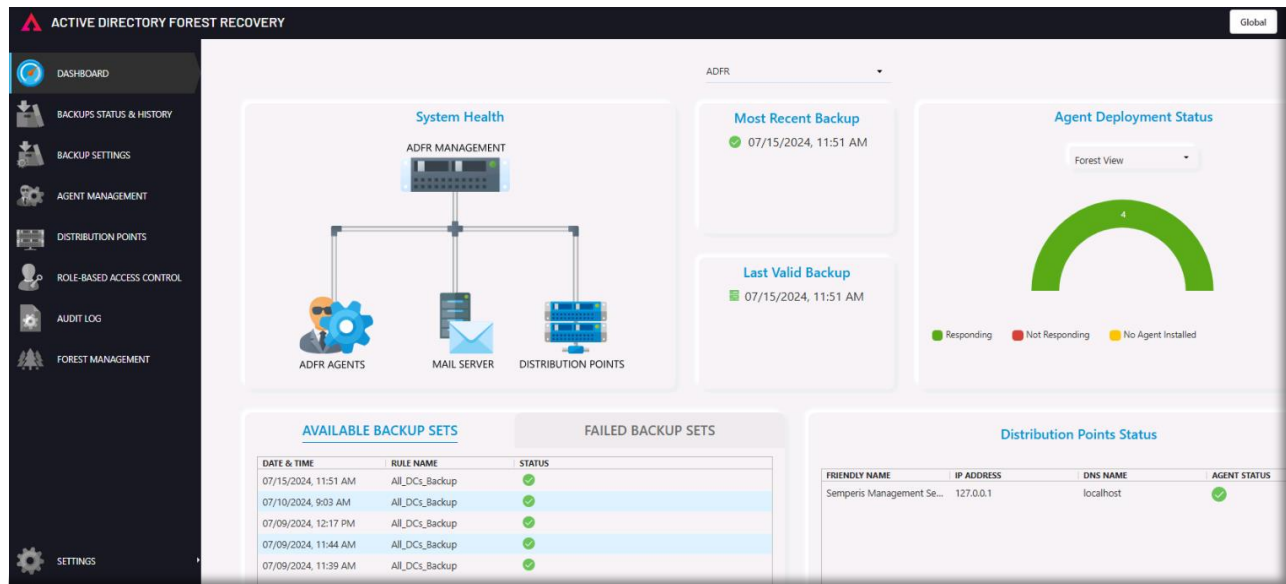 ACTIVE DIRECTORY FOREST RECOVERY
Global
DASHBOARD
BACKUPS STATUS & HISTORY
BACKUP SETTINGS
AGENT MANAGEMENT
DISTRIBUTION POINTS
ROLE-BASED ACCESS CONTROL
AUDIT LOG
FOREST MANAGEMENT
SETTINGS
ADFR
System Health
ADFR MANAGEMENT
ADFR AGENTS
MAIL SERVER
DISTRIBUTION POINTS
Most Recent Backup
07/15/2024, 11:51 AM
Last Valid Backup
07/15/2024, 11:51 AM
Agent Deployment Status
Forest View
4
Responding Not Responding No Agent Installed
AVAILABLE BACKUP SETS FAILED BACKUP SETS
DATE & TIME RULE NAME STATUS
07/15/2024, 11:51 AM All_DCs_Backup
07/10/2024, 9:03 AM All_DCs_Backup
07/09/2024, 12:17 PM All_DCs_Backup
07/09/2024, 11:44 AM All_DCs_Backup
07/09/2024, 11:39 AM All_DCs_Backup
Distribution Points Status
FRIENDLY NAME IP ADDRESS DNS NAME AGENT STATUS
Semperis Management Se... 127.0.0.1 localhost